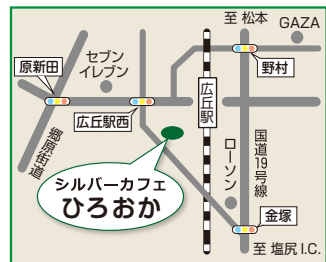 至 松本
GAZA
セブン
イレブン
原新田
野村
広丘駅西
広丘駅
郷原街道
シルバーカフェ
ひろおか
ローソン
国道19号線
金塚
至 塩尻 I.C.